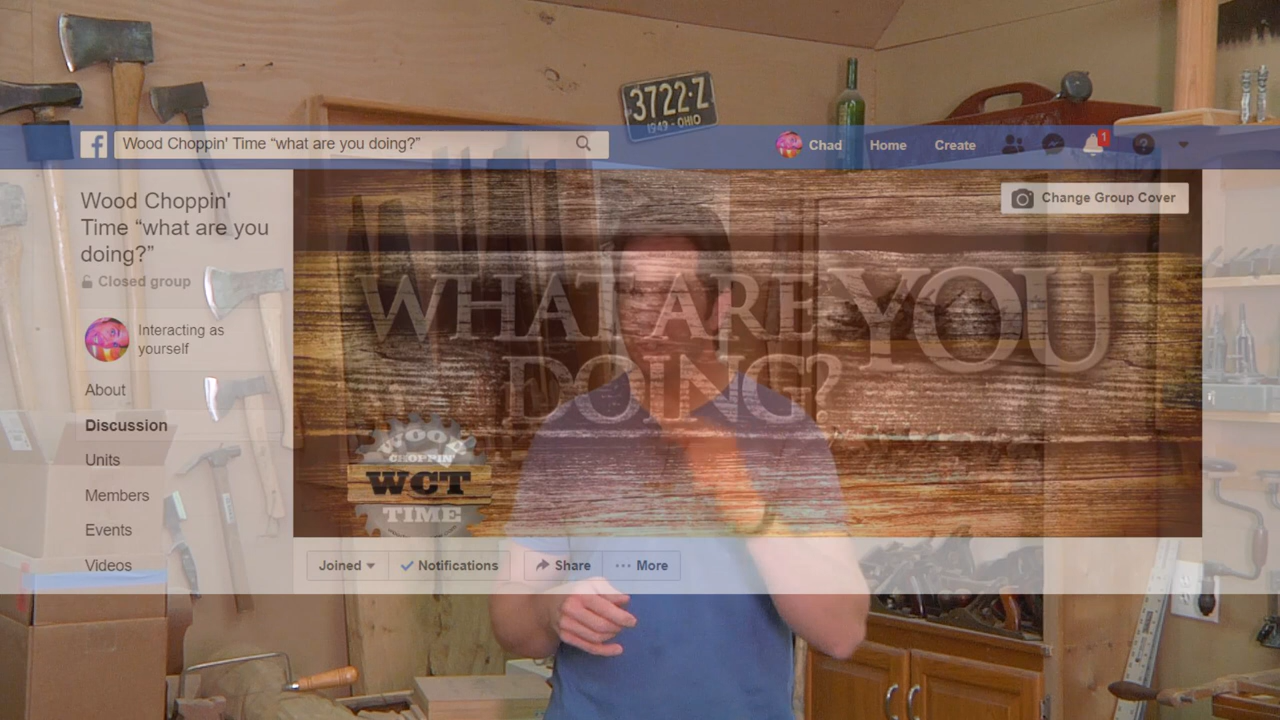 3722·Z
1949 - OHIO
Wood Choppin' Time “what are you doing?”
Chad
Home
Create
1
?
Wood Choppin'
Time “what are you
doing?”
Closed group
Change Group Cover
WHAT ARE YOU
DOING?
Interacting as
yourself
About
Discussion
Units
Members
Events
Videos
WOOD
CHOPPIN'
WCT
TIME
Joined
Notifications
Share
More